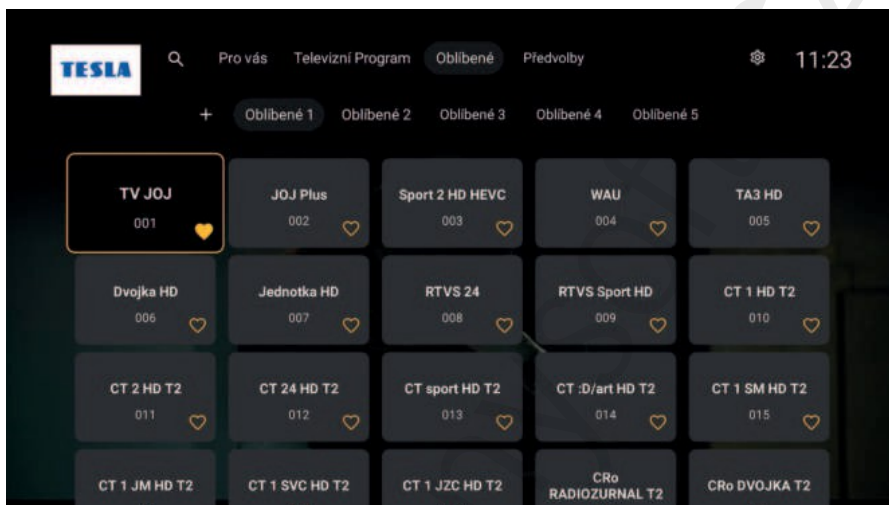 TESLA
Pro vás Televizní Program Oblíbené Předvolby 11:23
+ Oblíbené 1 Oblíbené 2 Oblíbené 3 Oblíbené 4 Oblíbené 5
TV JOJ JOJ Plus Sport 2 HD HEVC WAU TA3 HD
001 002 003 004 005
Dvojka HD Jednotka HD RTVS 24 RTVS Sport HD CT 1 HD T2
006 007 008 009 010
CT 2 HD T2 CT 24 HD T2 CT sport HD T2 CT :D/art HD T2 CT 1 SM HD T2
011 012 013 014 015
CT 1 JM HD T2 CT 1 SVC HD T2 CT 1 JZC HD T2 CRo RADIOZURNAL T2 CRo DVOJKA T2